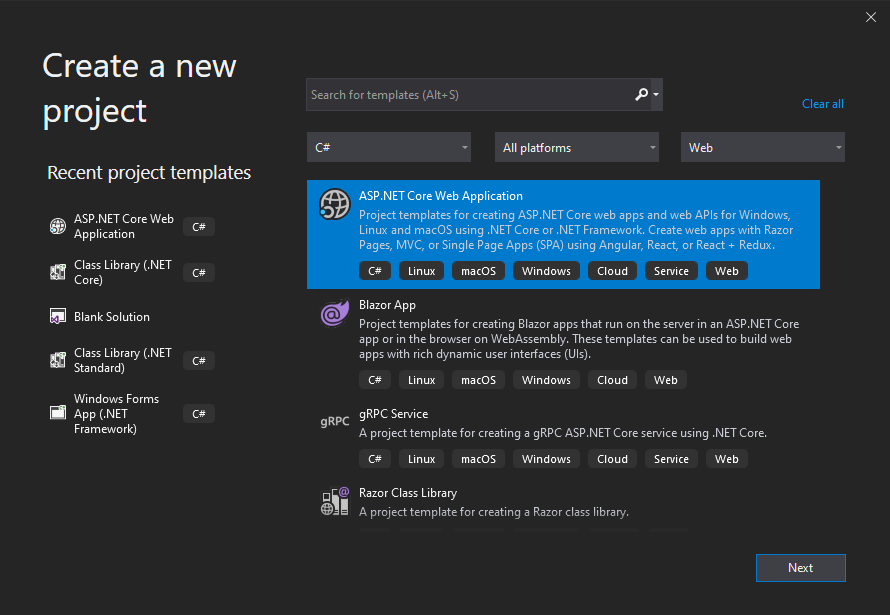 Create a new
project
Recent project templates
ASP.NET Core Web
Application
C#
Class Library (.NET
Core)
C#
Blank Solution
Class Library (.NET
Standard)
C#
Windows Forms
App (.NET
Framework)
C#
Search for templates (Alt+S)
Clear all
C#
All platforms
Web
ASP.NET Core Web Application
Project templates for creating ASP.NET Core web apps and web APIs for Windows,
Linux and macOS using .NET Core or .NET Framework. Create web apps with Razor
Pages, MVC, or Single Page Apps (SPA) using Angular, React, or React + Redux.
C# Linux macOS Windows Cloud Service Web
Blazor App
Project templates for creating Blazor apps that run on the server in an ASP.NET Core
app or in the browser on WebAssembly. These templates can be used to build web
apps with rich dynamic user interfaces (UIs).
C# Linux macOS Windows Cloud Web
gRPC
gRPC Service
A project template for creating a gRPC ASP.NET Core service using .NET Core.
C# Linux macOS Windows Cloud Service Web
Razor Class Library
A project template for creating a Razor class library.
Next